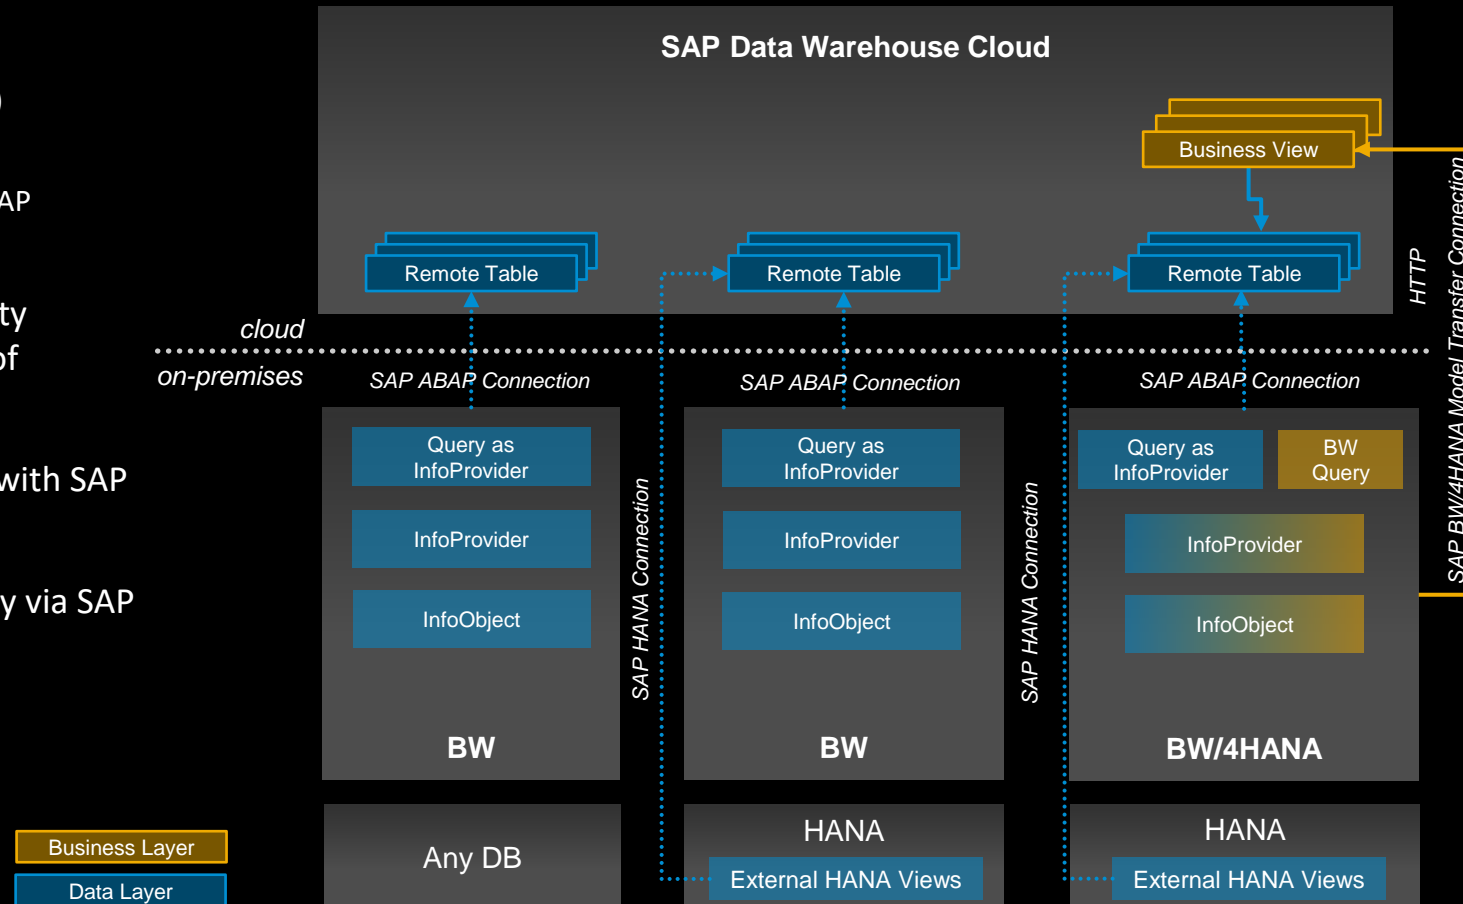 SAP Data Warehouse Cloud
)
AP
ty
of
with SAP
y via SAP
Business View
Remote Table
Remote Table
Remote Table
HTTP
SAP BW/4HANA Model Transfer Connection
cloud
on-premises
SAP ABAP Connection
SAP ABAP Connection
SAP ABAP Connection
Query as
InfoProvider
InfoProvider
InfoObject
BW
Any DB
SAP HANA Connection
Query as
InfoProvider
InfoProvider
InfoObject
BW
HANA
External HANA Views
SAP HANA Connection
Query as
InfoProvider
BW
Query
InfoProvider
InfoObject
BW/4HANA
HANA
External HANA Views
Business Layer
Data Layer